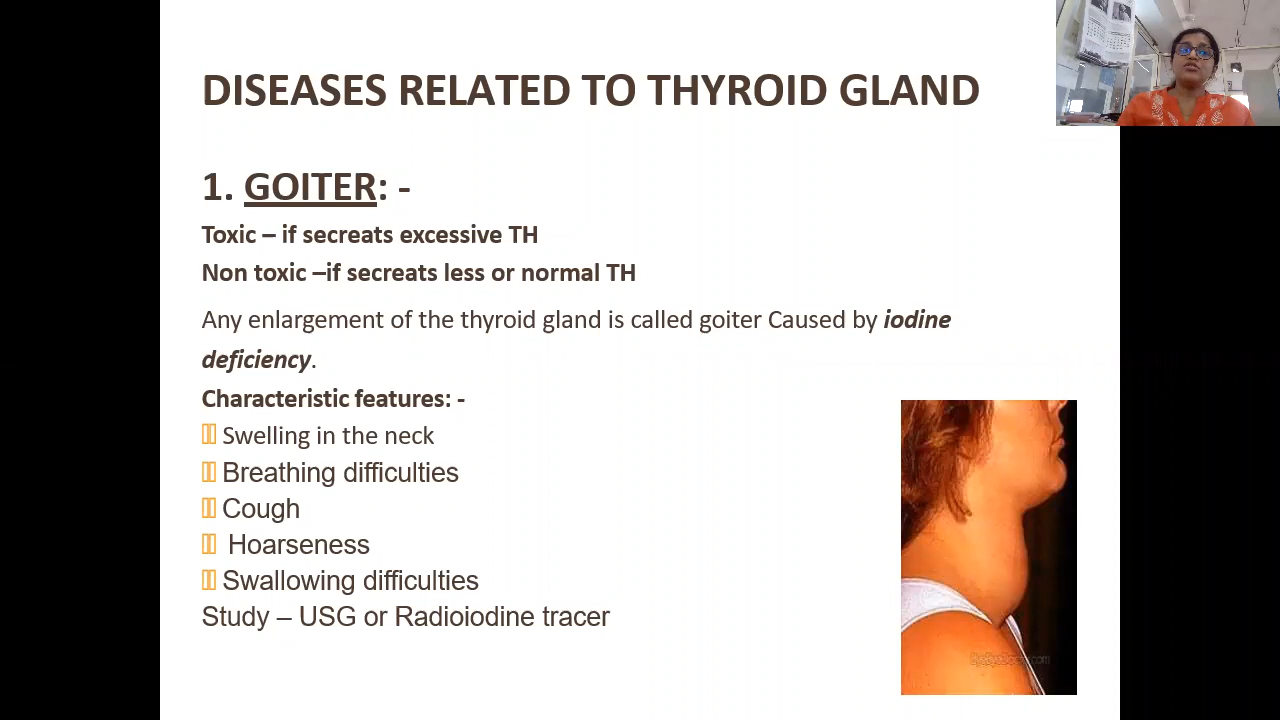 DISEASES RELATED TO THYROID GLAND
1. GOITER: -
Toxic – if secreats excessive TH
Non toxic –if secreats less or normal TH
Any enlargement of the thyroid gland is called goiter Caused by iodine
deficiency.
Characteristic features: -
Swelling in the neck
Breathing difficulties
Cough
Hoarseness
Swallowing difficulties
Study – USG or Radioiodine tracer